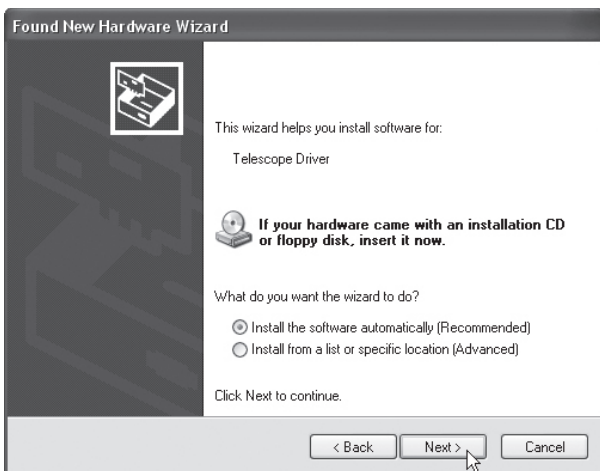 Found New Hardware Wizard
This wizard helps you install software for:
Telescope Driver
If your hardware came with an installation CD
or floppy disk, insert it now.
What do you want the wizard to do?
Install the software automatically (Recommended)
Install from a list or specific location (Advanced)
Click Next to continue.
< Back Next > Cancel